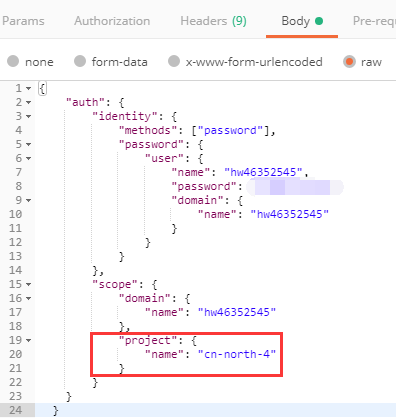 Params Authorization Headers (9) Body Pre-req
none form-data x-www-form-urlencoded raw
1 {
2 "auth": {
3 "identity": {
4 "methods": ["password"],
5 "password": {
6 "user": {
7 "name": "hw46352545",
8 "password":
9 "domain": {
10 "name": "hw46352545"
11 }
12 }
13 }
14 },
15 "scope": {
16 "domain": {
17 "name": "hw46352545"
18 },
19 "project": {
20 "name": "cn-north-4"
21 }
22 }
23 }
24 }